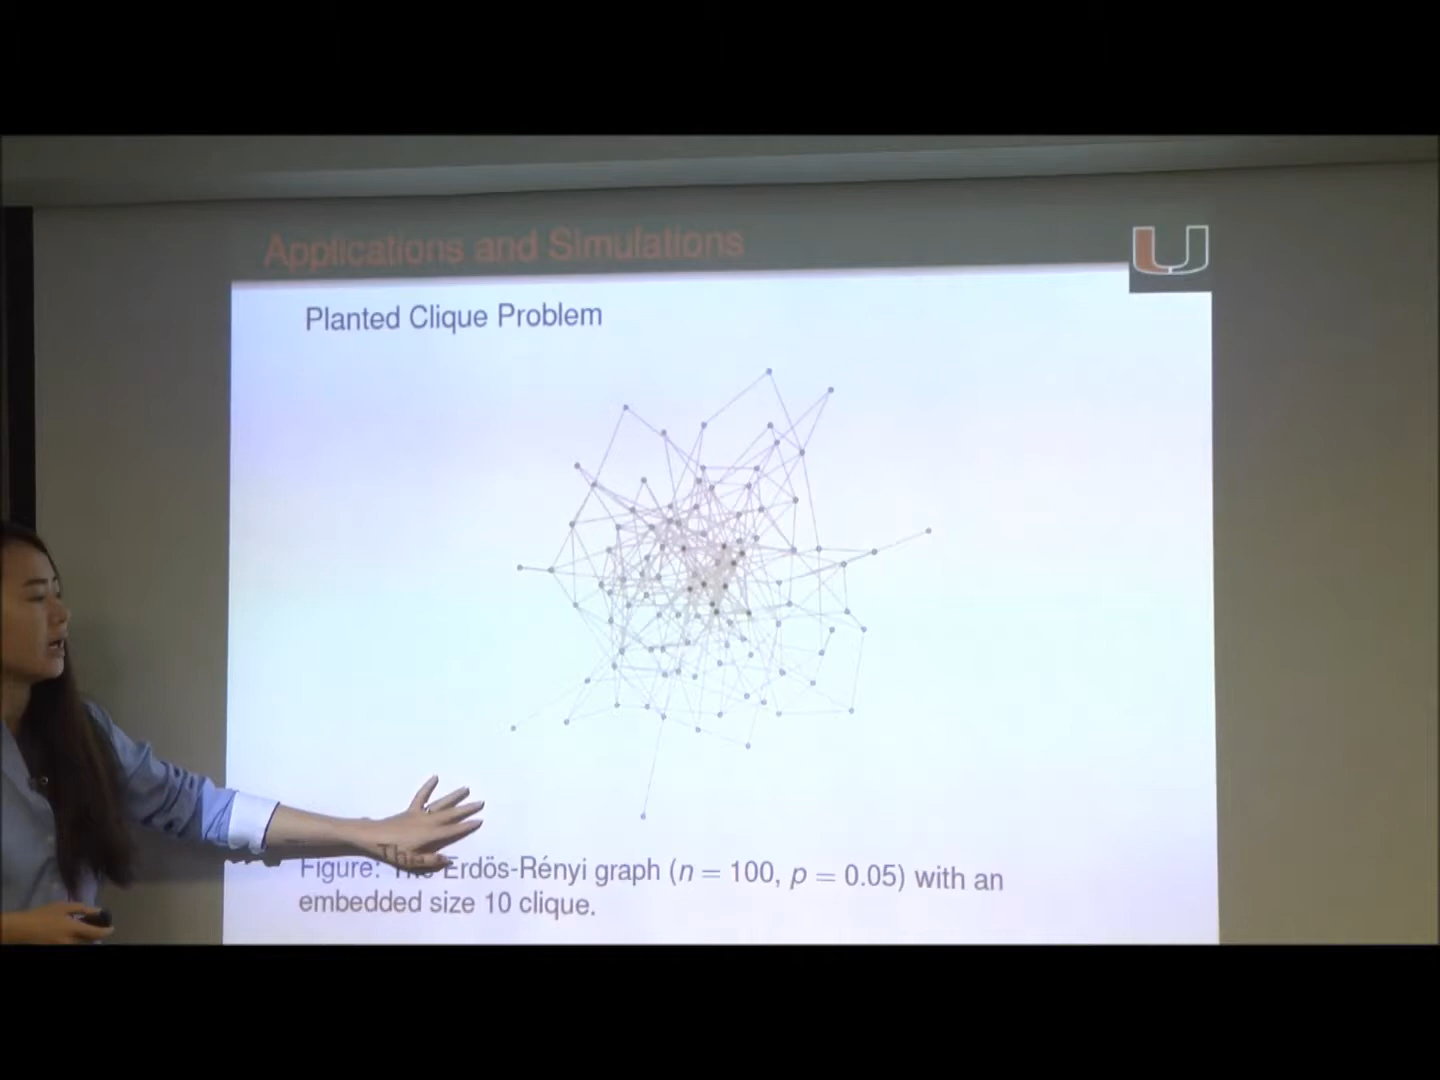 Applications and Simulations
U
Planted Clique Problem
Figure: The Erdös-Rényi graph (n = 100, p = 0.05) with an
embedded size 10 clique.